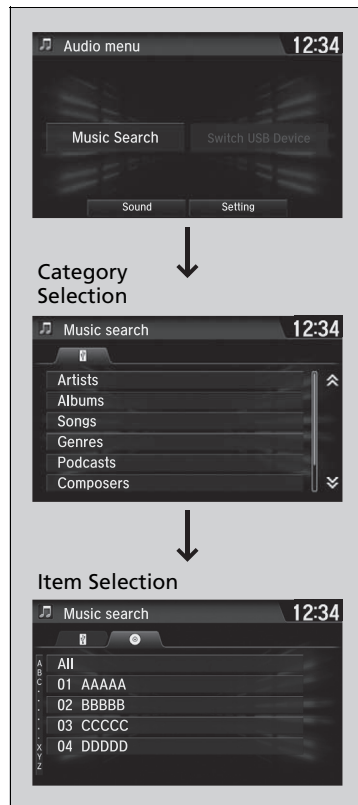 Audio menu 12:34
Music Search Switch USB Device
Sound Setting
Category
Selection
Music search 12:34
Artists
Albums
Songs
Genres
Podcasts
Composers
Item Selection
Music search 12:34
A
B
C
All
01 AAAAA
02 BBBBB
03 CCCCC
04 DDDDD
X
Y
Z